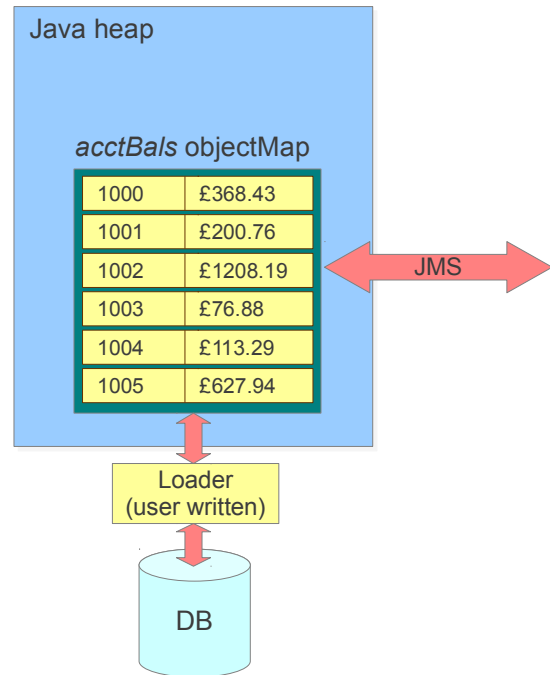 Java heap
acctBals objectMap
1000 £368.43
1001 £200.76
1002 £1208.19
1003 £76.88
1004 £113.29
1005 £627.94
JMS
Loader
(user written)
DB